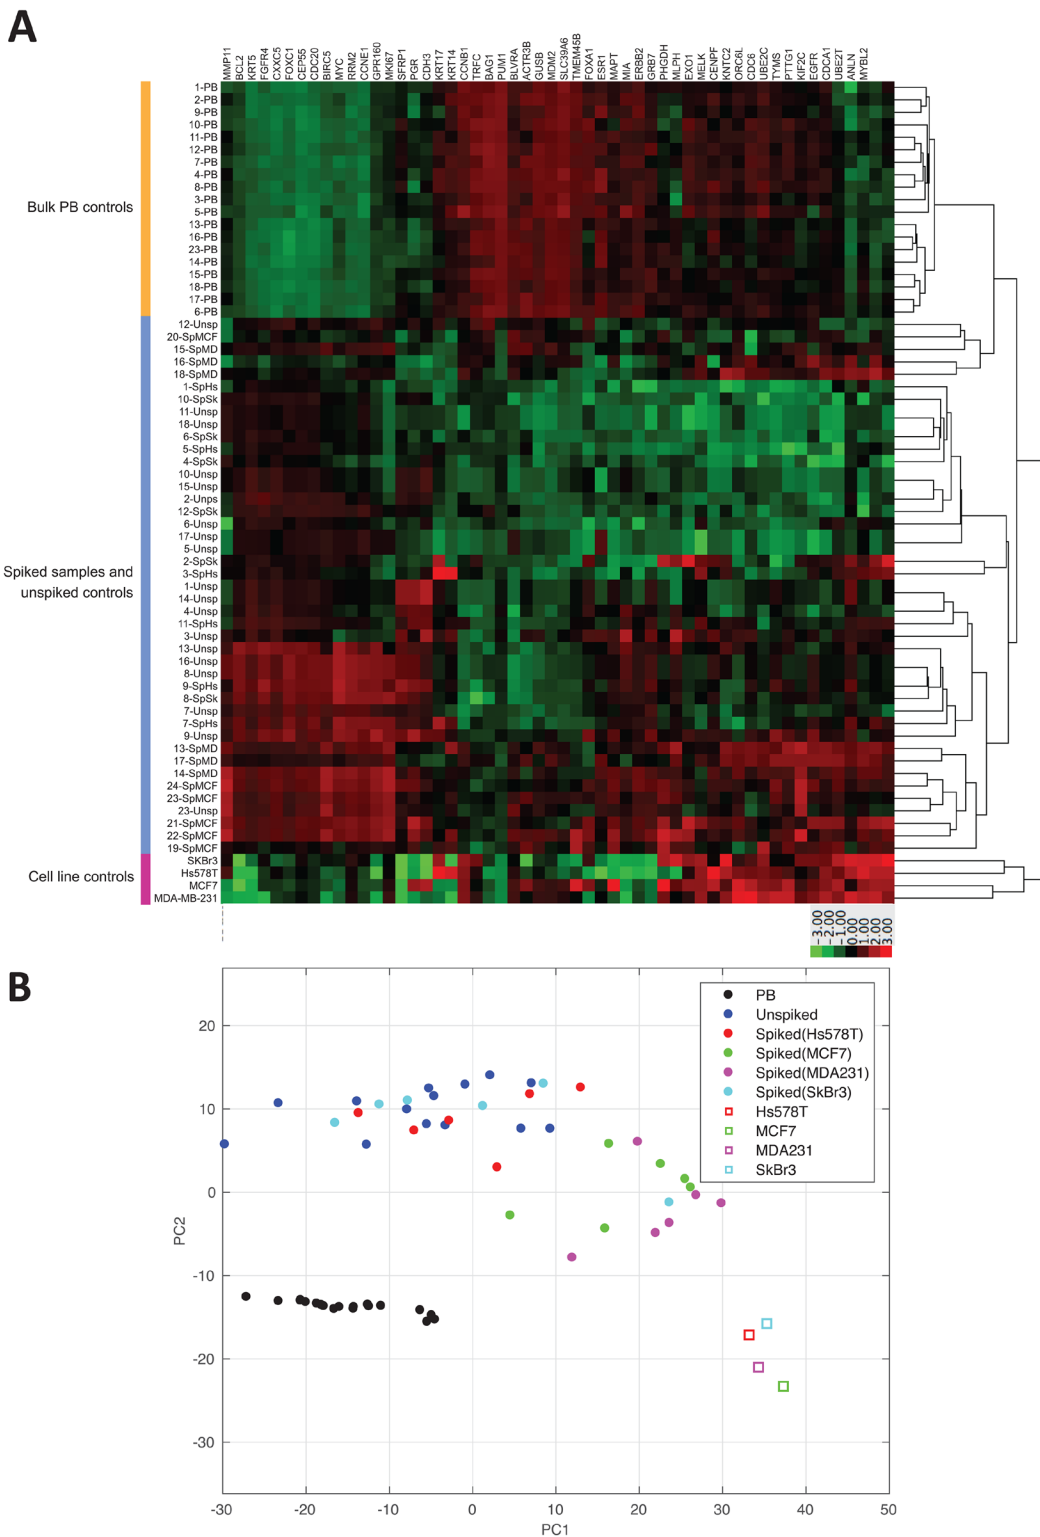 A
MMP11 BCL2 KRT5 FGFR4 CXXC5 FOXC1 CEP55 CDC20 BIRC5 MYC RRM2 CCNE1 GPR160 MKI67 SFRP1 PGR CDH3 KRT17 KRT14 CCNB1 TRFC BAG1 PUM1 BLVRA ACTR3B GUSB MDM2 SLC39A6 TMEM45B FOXA1 ESR1 MAPT MIA ERBB2 GRB7 PHGDH MLPH EXO1 MELK CENPF KNTC2 ORC6L CDC6 UBE2C TYMS PTTG1 KIF2C EGFR CDCA1 UBE2T ANLN MYBL2
1-PB
2-PB
9-PB
10-PB
11-PB
12-PB
7-PB
4-PB
8-PB
3-PB
Bulk PB controls
5-PB
13-PB
16-PB
23-PB
14-PB
15-PB
18-PB
17-PB
6-PB
12-Unsp
20-SpMCF
15-SpMD
16-SpMD
18-SpMD
1-SpHs
10-SpSk
11-Unsp
18-Unsp
6-SpSk
5-SpHs
4-SpSk
10-Unsp
15-Unsp
2-Unps
12-SpSk
6-Unsp
17-Unsp
5-Unsp
2-SpSk
Spiked samples and
3-SpHs
1-Unsp
unspiked controls
14-Unsp
4-Unsp
11-SpHs
3-Unsp
13-Unsp
16-Unsp
8-Unsp
9-SpHs
8-SpSk
7-Unsp
7-SpHs
9-Unsp
13-SpMD
17-SpMD
14-SpMD
24-SpMCF
23-SpMCF
23-Unsp
21-SpMCF
22-SpMCF
19-SpMCF
SKBr3
Hs578T
Cell line controls
MCF7
MDA-MB-231
-3.00 -2.00 -1.00 0.00 1.00 2.00 3.00
B
PB
Unspiked
Spiked(Hs578T)
Spiked(MCF7)
Spiked(MDA231)
Spiked(SkBr3)
Hs578T
MCF7
MDA231
SkBr3
20
10
0
-10
-20
-30
PC2
-30 -20 -10 0 10 20 30 40 50
PC1